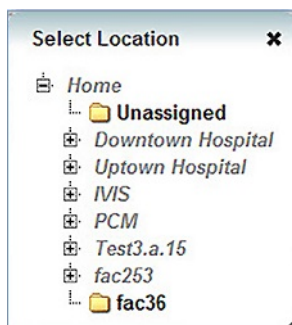 Select Location
Home
Unassigned
Downtown Hospital
Uptown Hospital
IVIS
PCM
Test3.a.15
fac253
fac36